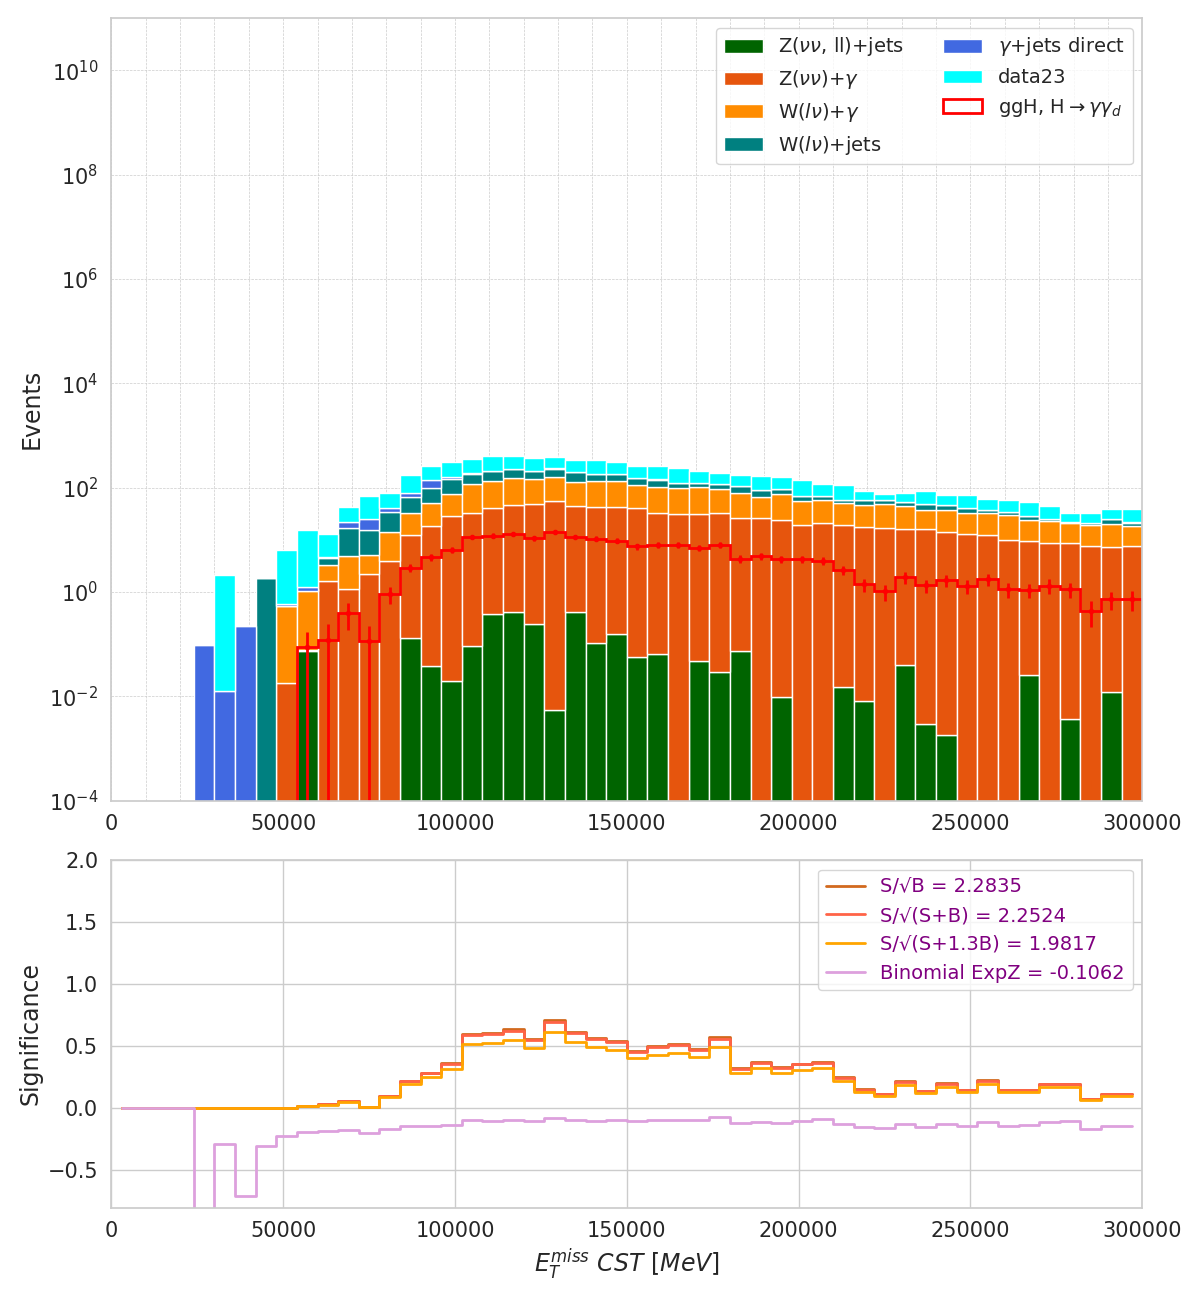 Z(νν, ll)+jets
Z(νν)+γ
W(lν)+γ
W(lν)+jets
γ+jets direct
data23
ggH, H→γγ_d
Events
10^10
10^8
10^6
10^4
10^2
10^0
10^−2
10^−4
0 50000 100000 150000 200000 250000 300000
S/√B = 2.2835
S/√(S+B) = 2.2524
S/√(S+1.3B) = 1.9817
Binomial ExpZ = -0.1062
Significance
2.0
1.5
1.0
0.5
0.0
−0.5
0 50000 100000 150000 200000 250000 300000
E_T^miss CST [MeV]